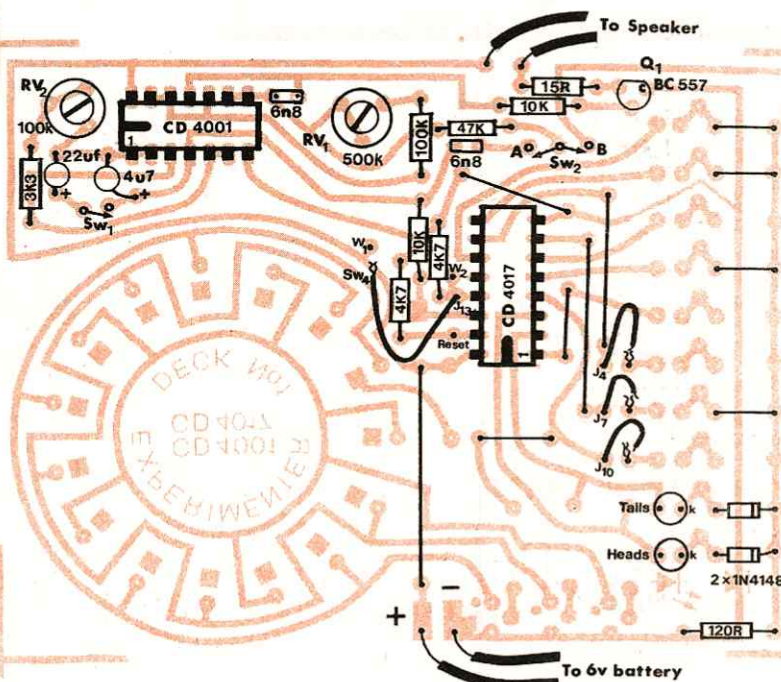 To Speaker
Q1
BC 557
c
15R
10K
RV2
100k
CD 4001
1
6n8
RV1
500K
100K
47K
6n8
A
B
Sw2
22uf
4u7
+
+
3K3
Sw1
W1
Sw4
10K
4K7
W2
4K7
J13
Reset
CD 4017
1
J4
J7
J10
DECK No1
CD 4017
CD 4001
EXPERIMENTER
Tails
k
Heads
k
2×1N4148
120R
+
−
To 6v battery